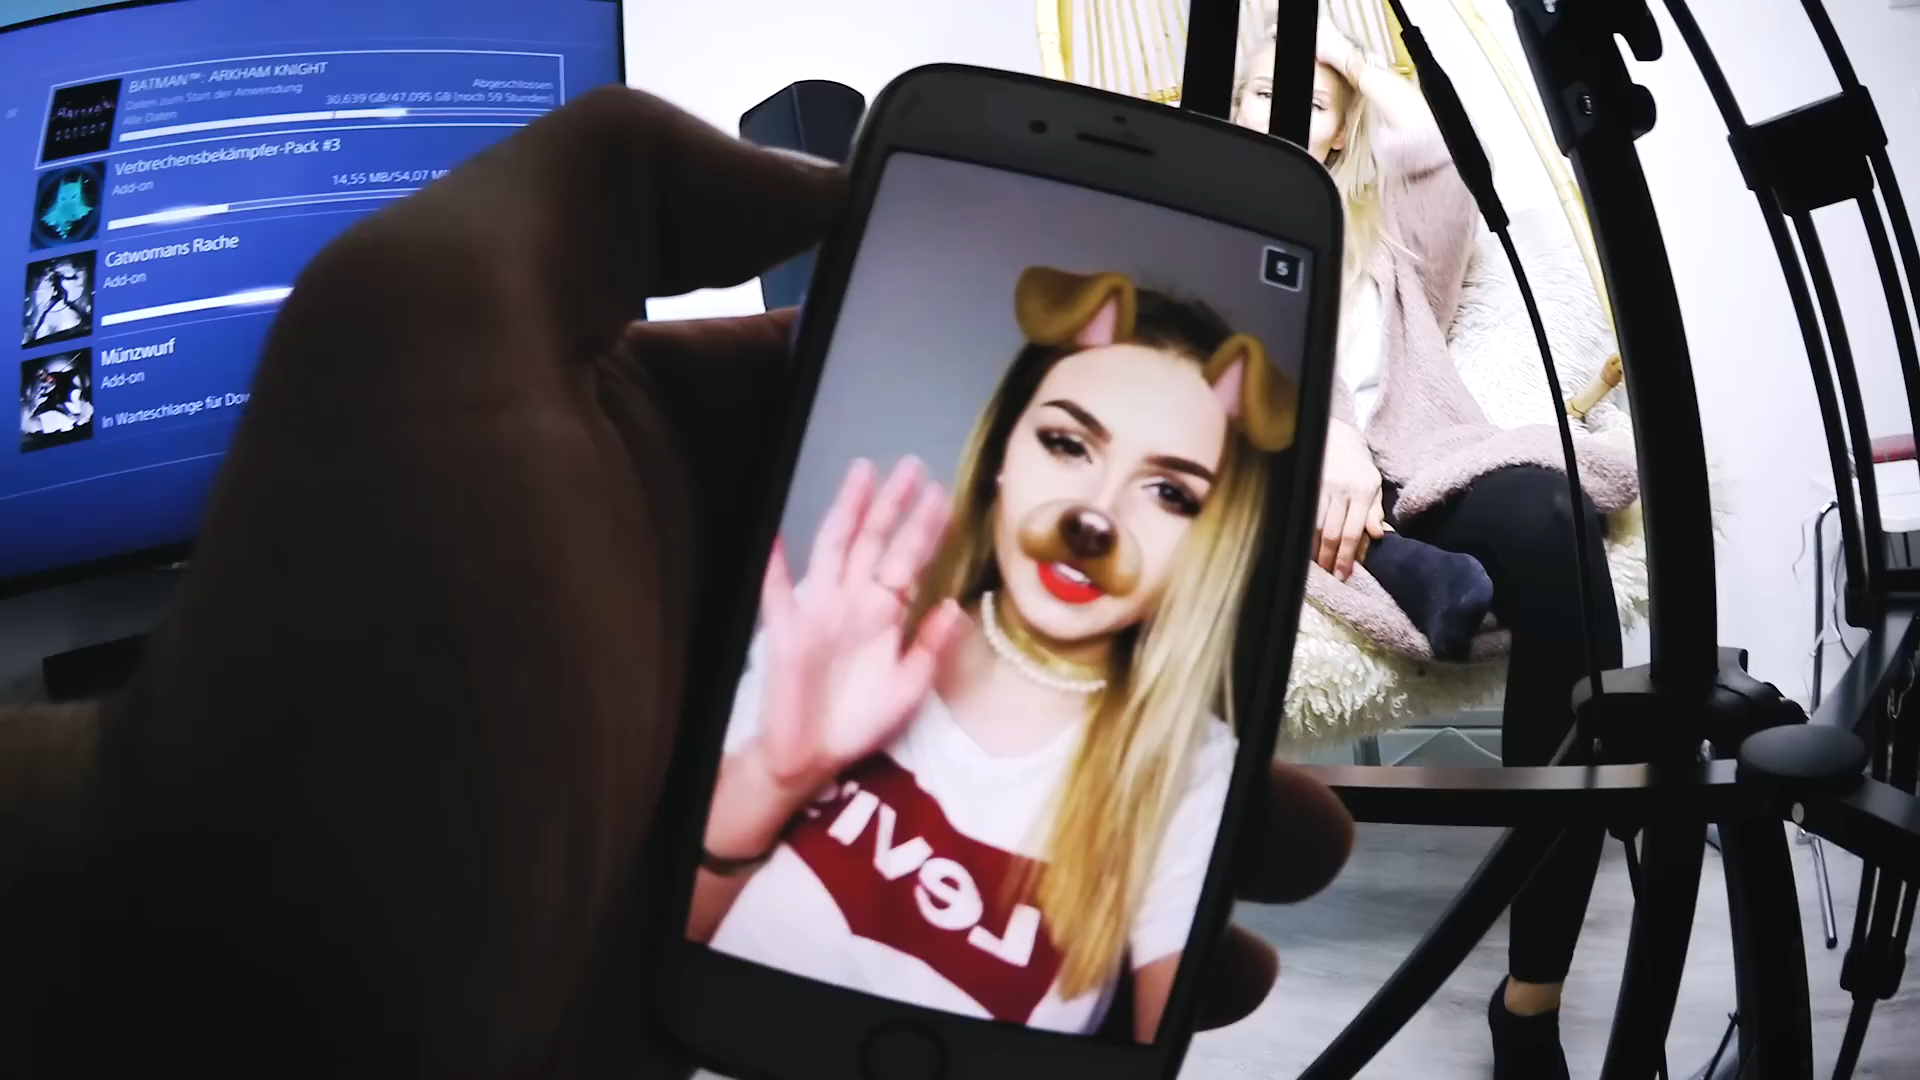 BATMAN™: ARKHAM KNIGHT
Abgeschlossen
Daten zum Start der Anwendung
30,639 GB/47,095 GB (noch 59 Stunden)
Alle Daten
Verbrechensbekämpfer-Pack #3
Add-on
14,55 MB/54,07
Catwomans Rache
Add-on
Münzwurf
Add-on
In Warteschlange für
5
Levi's